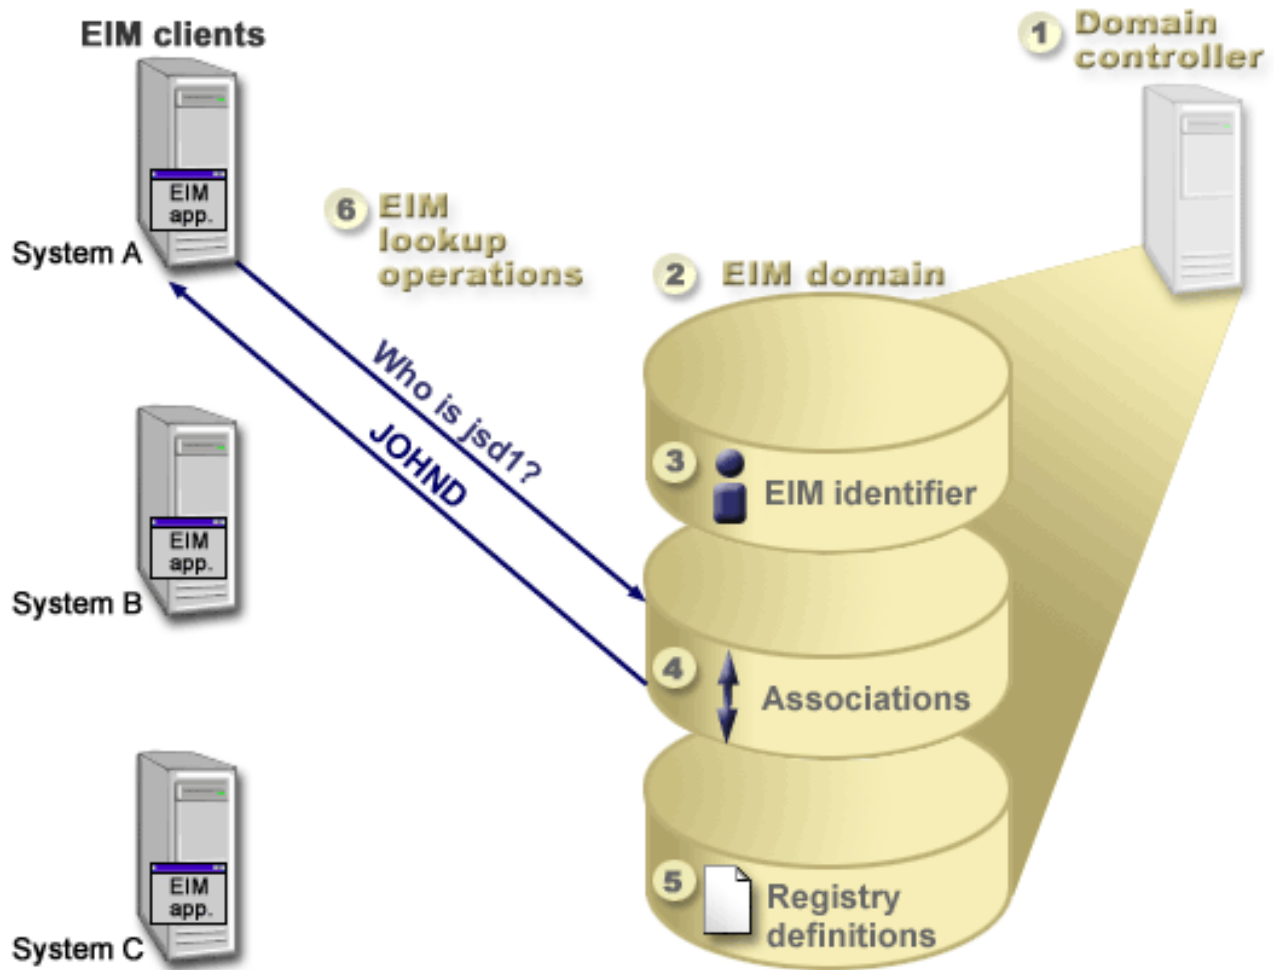 EIM clients
1 Domain
controller
EIM
app.
System A
6 EIM
lookup
operations
2 EIM domain
Who is jsd1?
JOHND
3 EIM identifier
EIM
app.
System B
4 Associations
EIM
app.
System C
5 Registry
definitions